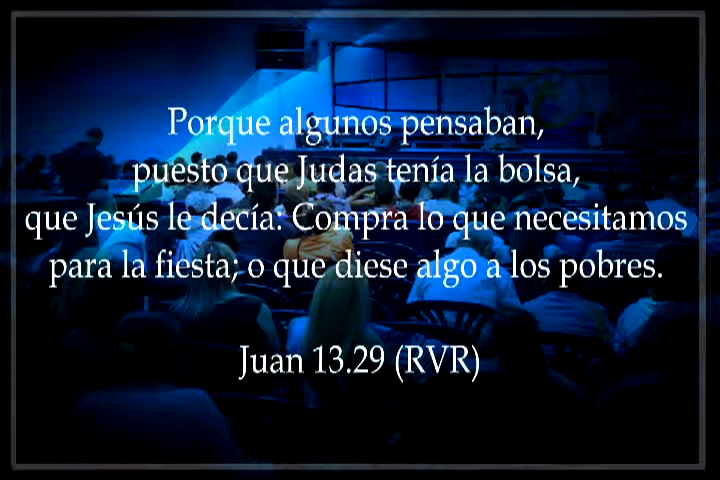 Porque algunos pensaban,
puesto que Judas tenía la bolsa,
que Jesús le decía: Compra lo que necesitamos
para la fiesta; o que diese algo a los pobres.
Juan 13.29 (RVR)